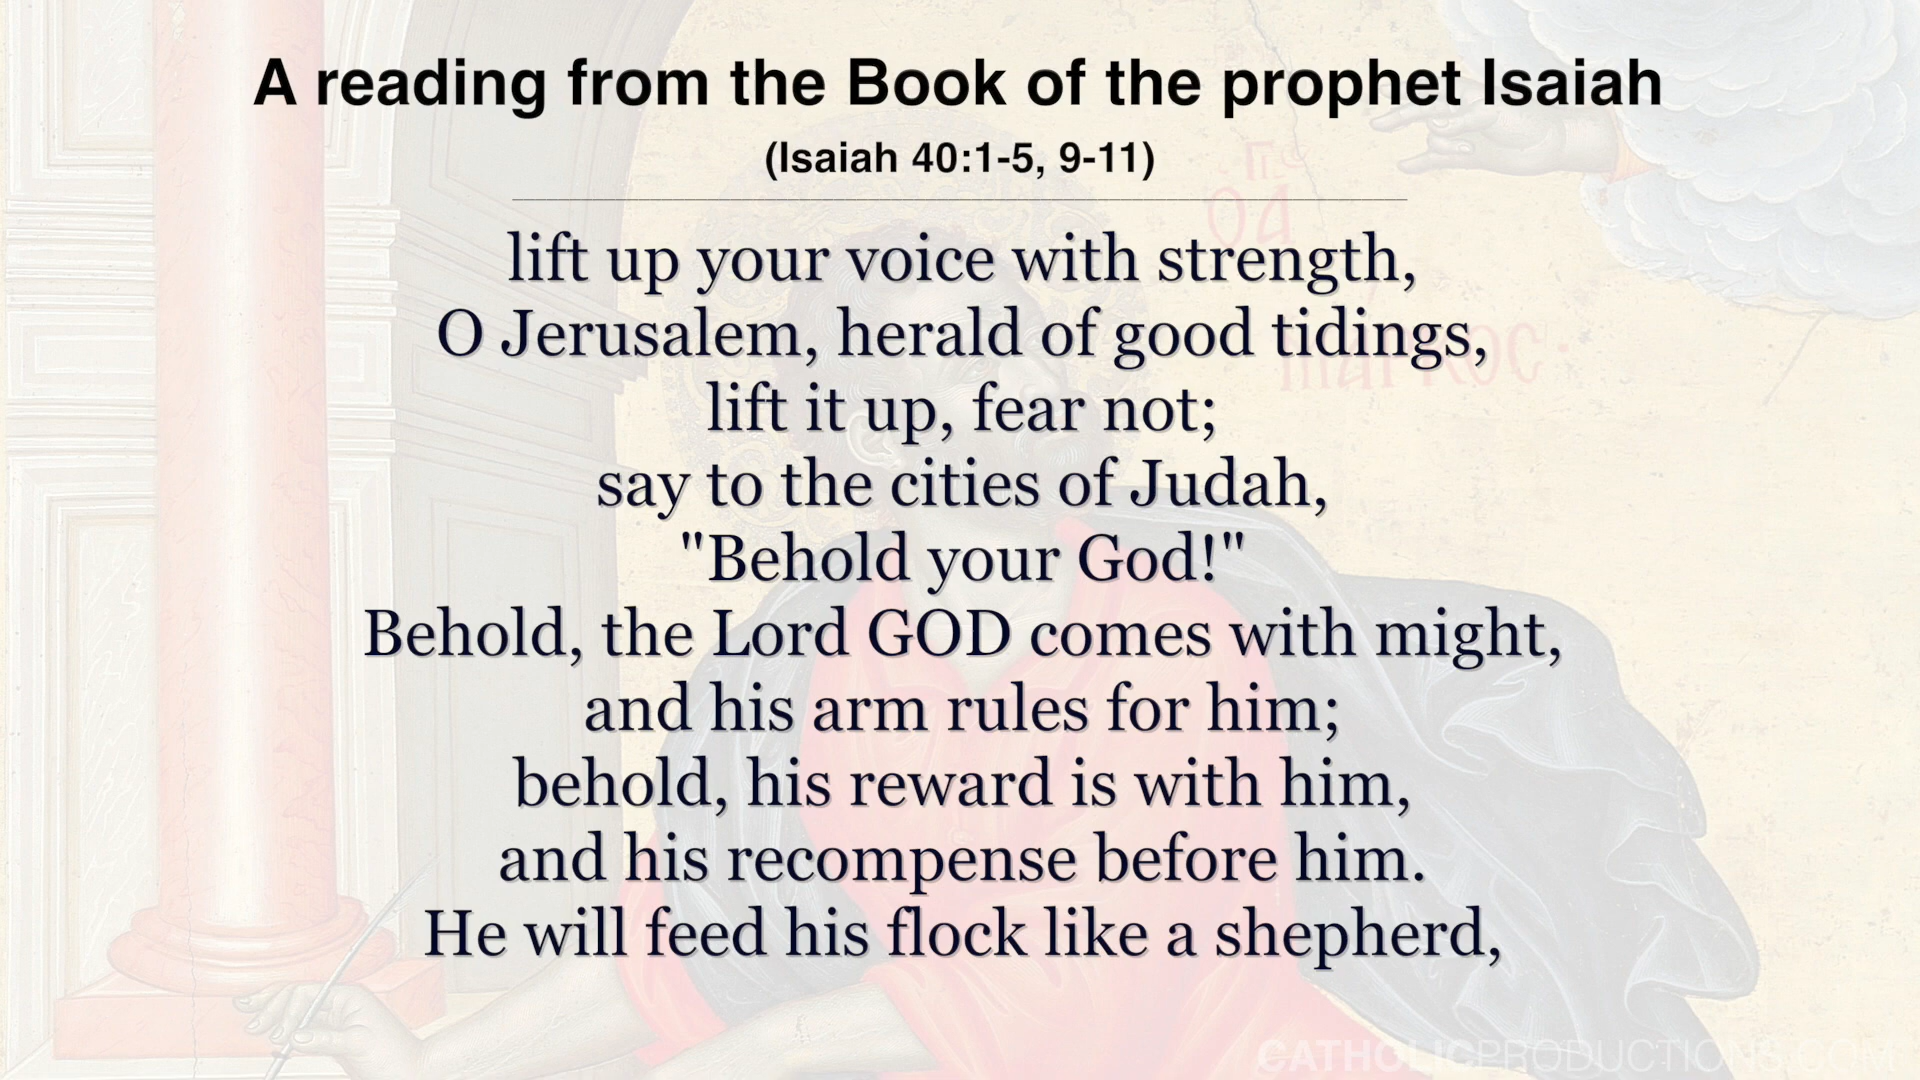 A reading from the Book of the prophet Isaiah
(Isaiah 40:1-5, 9-11)
lift up your voice with strength,
O Jerusalem, herald of good tidings,
lift it up, fear not;
say to the cities of Judah,
"Behold your God!"
Behold, the Lord GOD comes with might,
and his arm rules for him;
behold, his reward is with him,
and his recompense before him.
He will feed his flock like a shepherd,
CATHOLICPRODUCTIONS.COM